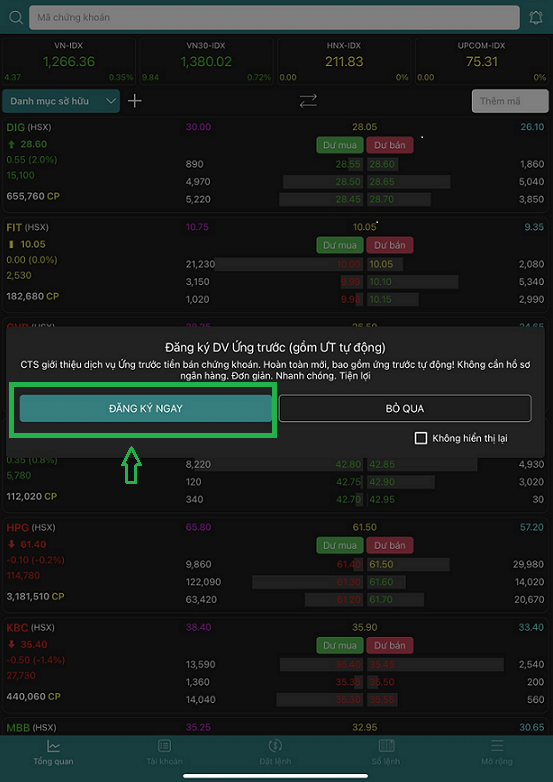 Mã chứng khoán
VN-IDX VN30-IDX HNX-IDX UPCOM-IDX
1,266.36 1,380.02 211.83 75.31
4.37 0.35% 9.84 0.72% 0.00 0% 0.00 0%
Danh mục sở hữu Thêm mã
DIG (HSX) 30.00 28.05 26.10
28.60 Dư mua Dư bán
0.55 (2.0%) 890 28.55 28.60 1,860
15,100 4,970 28.50 28.65 5,040
655,760 CP 5,220 28.45 28.70 3,850
FIT (HSX) 10.75 10.05 9.35
10.05 Dư mua Dư bán
0.00 (0.0%) 21,230 10.00 10.05 2,080
2,530 3,150 9.99 10.10 5,340
182,680 CP 1,020 9.98 10.15 2,990
Đăng ký DV Ứng trước (gồm ƯT tự động)
CTS giới thiệu dịch vụ Ứng trước tiền bán chứng khoán. Hoàn toàn mới, bao gồm ứng trước tự động! Không cần hồ sơ
ngân hàng. Đơn giản. Nhanh chóng. Tiện lợi
ĐĂNG KÝ NGAY BỎ QUA
Không hiển thị lại
0.35 (0.8%) 8,220 42.80 42.85 4,930
5,780 120 42.75 42.90 3,020
112,020 CP 340 42.70 42.95 30
HPG (HSX) 65.80 61.50 57.20
61.40 Dư mua Dư bán
-0.10 (-0.2%) 9,860 61.40 61.50 29,980
114,780 122,090 61.30 61.60 14,020
3,181,510 CP 63,420 61.20 61.70 20,670
KBC (HSX) 38.40 35.90 33.40
35.40 Dư mua Dư bán
-0.50 (-1.4%) 13,590 35.40 35.45 2,540
27,730 1,360 35.35 35.50 200
440,060 CP 14,040 35.30 35.55 560
MBB (HSX) 35.25 32.95 30.65
Tổng quan Tài khoản Đặt lệnh Sổ lệnh Mở rộng